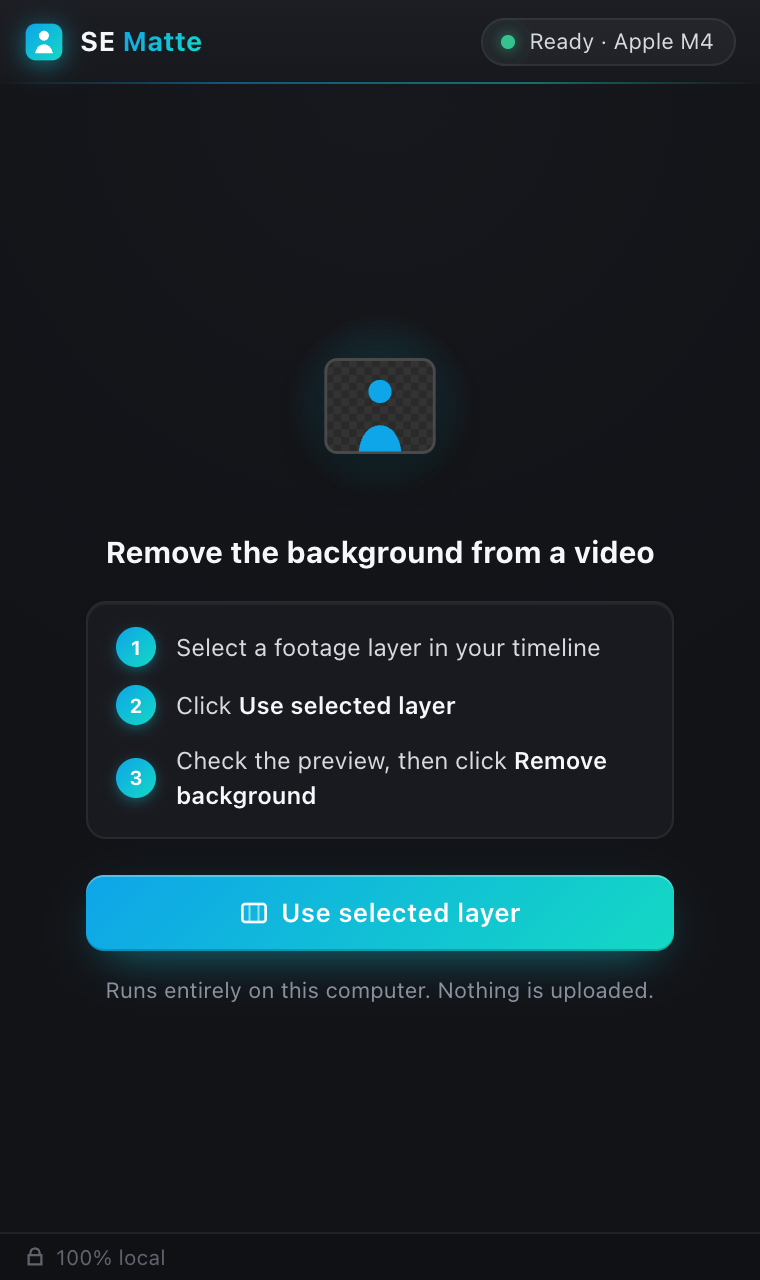 SE Matte
Ready · Apple M4
Remove the background from a video
1 Select a footage layer in your timeline
2 Click Use selected layer
3 Check the preview, then click Remove
background
Use selected layer
Runs entirely on this computer. Nothing is uploaded.
100% local